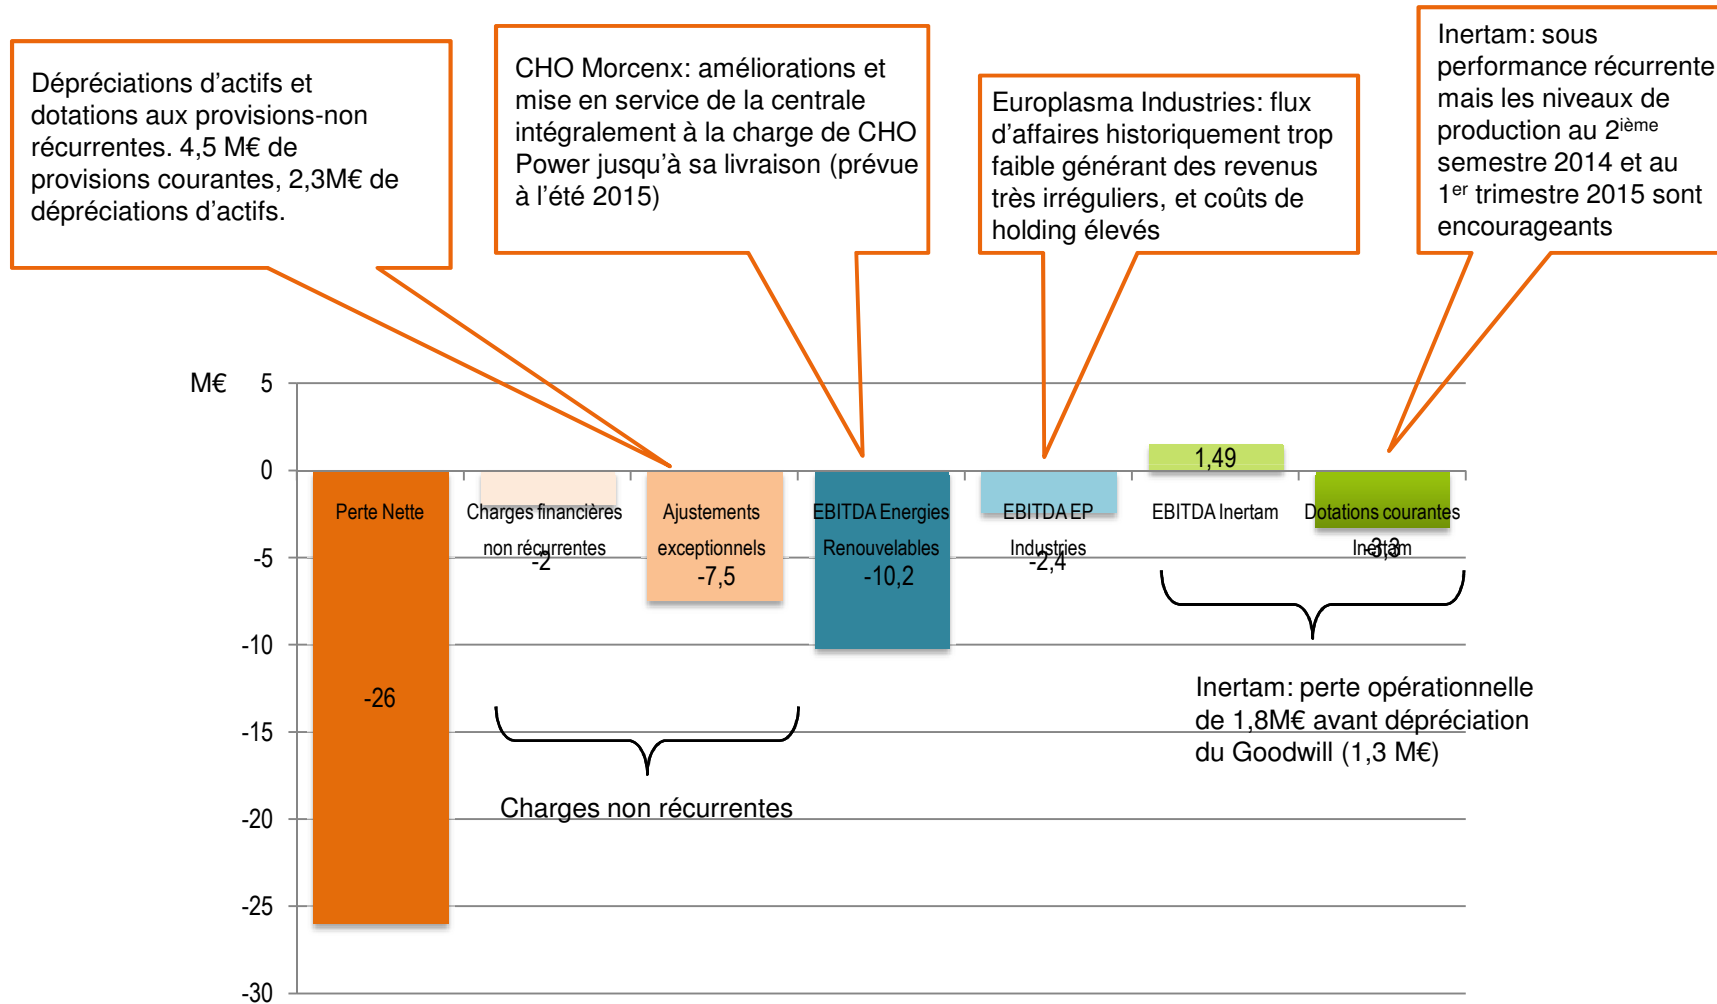 Dépréciations d’actifs et
dotations aux provisions-non
récurrentes. 4,5 M€ de
provisions courantes, 2,3M€ de
dépréciations d’actifs.
CHO Morcenx: améliorations et
mise en service de la centrale
intégralement à la charge de CHO
Power jusqu’à sa livraison (prévue
à l’été 2015)
Europlasma Industries: flux
d’affaires historiquement trop
faible générant des revenus
très irréguliers, et coûts de
holding élevés
Inertam: sous
performance récurrente
mais les niveaux de
production au 2ième
semestre 2014 et au
1er trimestre 2015 sont
encourageants
M€
5
0
-5
-10
-15
-20
-25
-30
Perte Nette
-26
Charges financières
non récurrentes
-2
Ajustements
exceptionnels
-7,5
EBITDA Energies
Renouvelables
-10,2
EBITDA EP
Industries
-2,4
1,49
EBITDA Inertam
Dotations courantes
Inertam
-3,3
Charges non récurrentes
Inertam: perte opérationnelle
de 1,8M€ avant dépréciation
du Goodwill (1,3 M€)